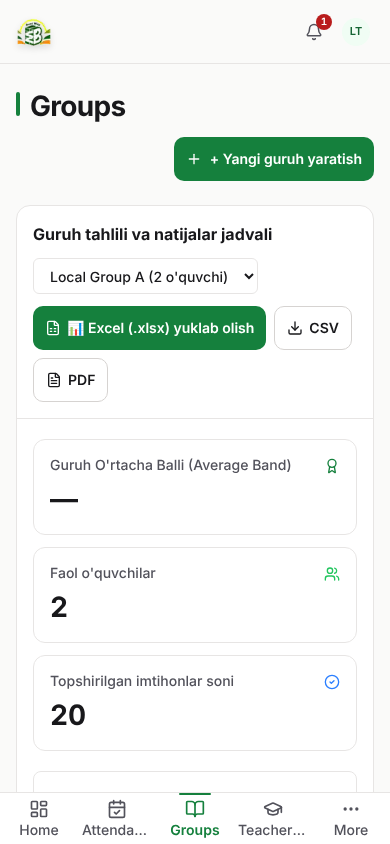 1
LT
Groups
+ Yangi guruh yaratish
Guruh tahlili va natijalar jadvali
Local Group A (2 o'quvchi)
📊 Excel (.xlsx) yuklab olish
CSV
PDF
Guruh O'rtacha Balli (Average Band)
—
Faol o'quvchilar
2
Topshirilgan imtihonlar soni
20
Home
Attenda...
Groups
Teacher...
More